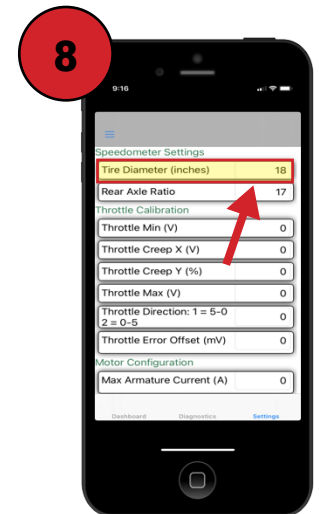 8
9:16
Speedometer Settings
Tire Diameter (inches) 18
Rear Axle Ratio 17
Throttle Calibration
Throttle Min (V) 0
Throttle Creep X (V) 0
Throttle Creep Y (%) 0
Throttle Max (V) 0
Throttle Direction: 1 = 5-0
2 = 0-5 0
Throttle Error Offset (mV) 0
Motor Configuration
Max Armature Current (A) 0
Dashboard Diagnostics Settings